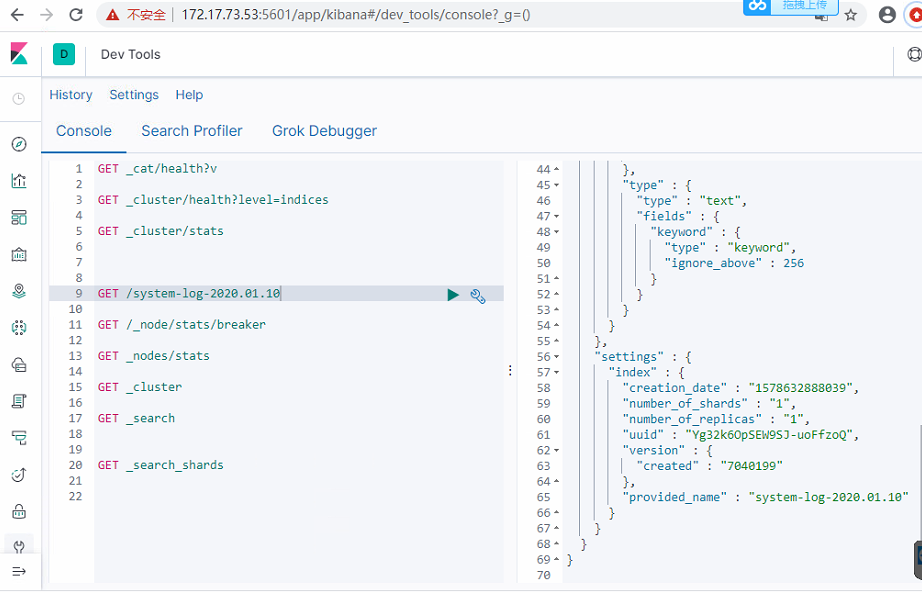 不安全 172.17.73.53:5601/app/kibana#/dev_tools/console?_g=()
拖拽上传
D Dev Tools
History Settings Help
Console Search Profiler Grok Debugger
1 GET _cat/health?v
2
3 GET _cluster/health?level=indices
4
5 GET _cluster/stats
6
7
8
9 GET /system-log-2020.01.10
10
11 GET /_node/stats/breaker
12
13 GET _nodes/stats
14
15 GET _cluster
16
17 GET _search
18
19
20 GET _search_shards
21
22
44 },
45 "type" : {
46 "type" : "text",
47 "fields" : {
48 "keyword" : {
49 "type" : "keyword",
50 "ignore_above" : 256
51 }
52 }
53 }
54 }
55 },
56 "settings" : {
57 "index" : {
58 "creation_date" : "1578632888039",
59 "number_of_shards" : "1",
60 "number_of_replicas" : "1",
61 "uuid" : "Yg32k6OpSEW9SJ-uoFfzoQ",
62 "version" : {
63 "created" : "7040199"
64 },
65 "provided_name" : "system-log-2020.01.10"
66 }
67 }
68 }
69 }
70